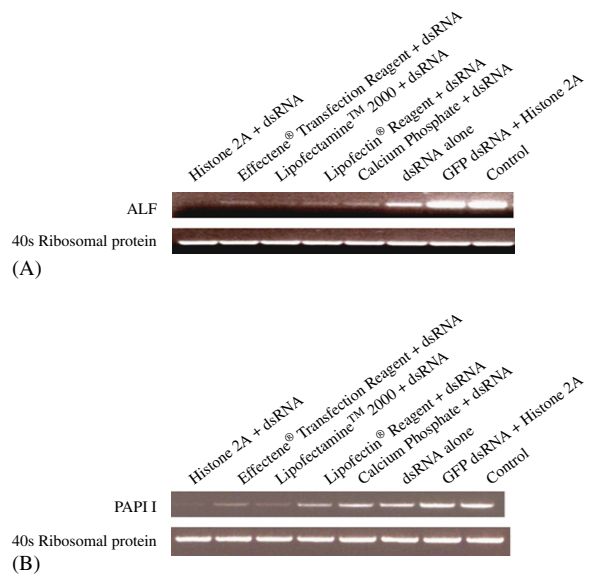 Histone 2A + dsRNA
Effectene® Transfection Reagent + dsRNA
Lipofectamine™ 2000 + dsRNA
Lipofectin® Reagent + dsRNA
Calcium Phosphate + dsRNA
dsRNA alone
GFP dsRNA + Histone 2A
Control
ALF
40s Ribosomal protein
(A)
Histone 2A + dsRNA
Effectene® Transfection Reagent + dsRNA
Lipofectamine™ 2000 + dsRNA
Lipofectin® Reagent + dsRNA
Calcium Phosphate + dsRNA
dsRNA alone
GFP dsRNA + Histone 2A
Control
PAPI I
40s Ribosomal protein
(B)